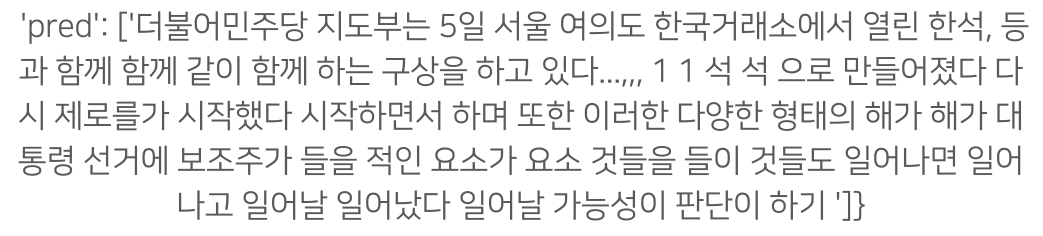 'pred': ['더불어민주당 지도부는 5일 서울 여의도 한국거래소에서 열린 한석, 등
과 함께 함께 같이 함께 하는 구상을 하고 있다...,,, 1 1 석 석 으로 만들어졌다 다
시 제로를가 시작했다 시작하면서 하며 또한 이러한 다양한 형태의 해가 해가 대
통령 선거에 보조주가 들을 적인 요소가 요소 것들을 들이 것들도 일어나면 일어
나고 일어날 일어났다 일어날 가능성이 판단이 하기 ']}